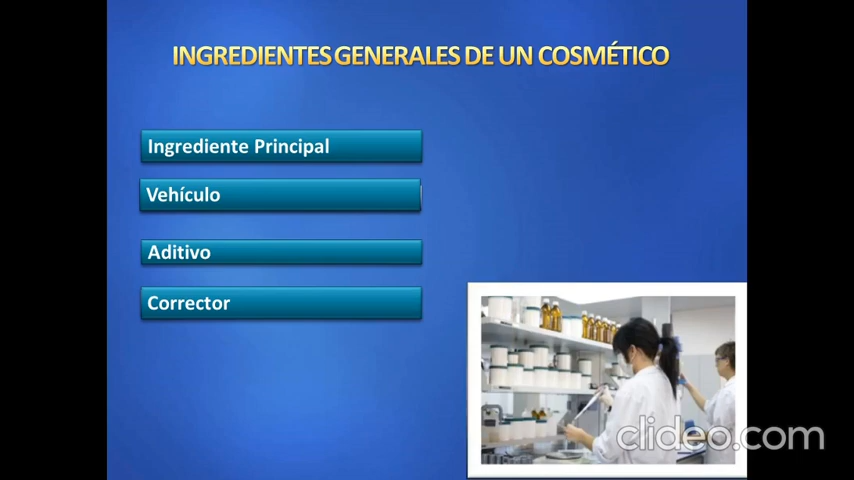 INGREDIENTES GENERALES DE UN COSMÉTICO
Ingrediente Principal
Vehículo
Aditivo
Corrector
clideo.com